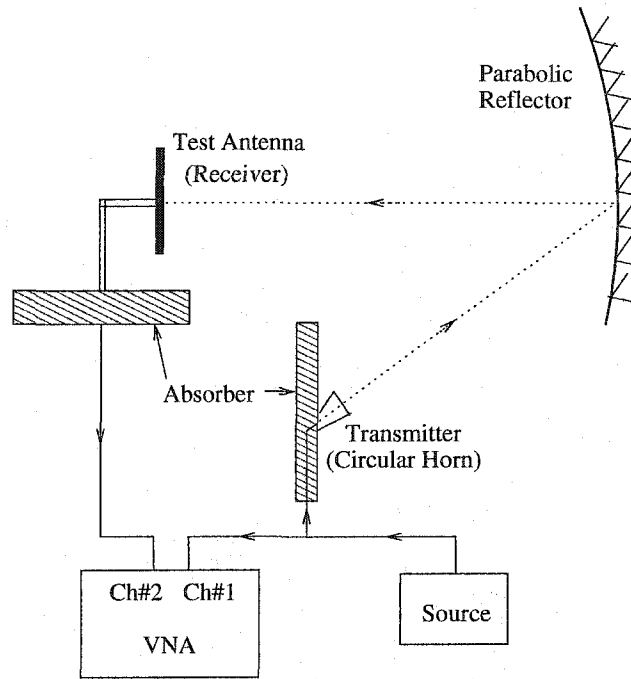 Parabolic
Reflector
Test Antenna
(Receiver)
Absorber
Transmitter
(Circular Horn)
Ch#2 Ch#1
VNA
Source